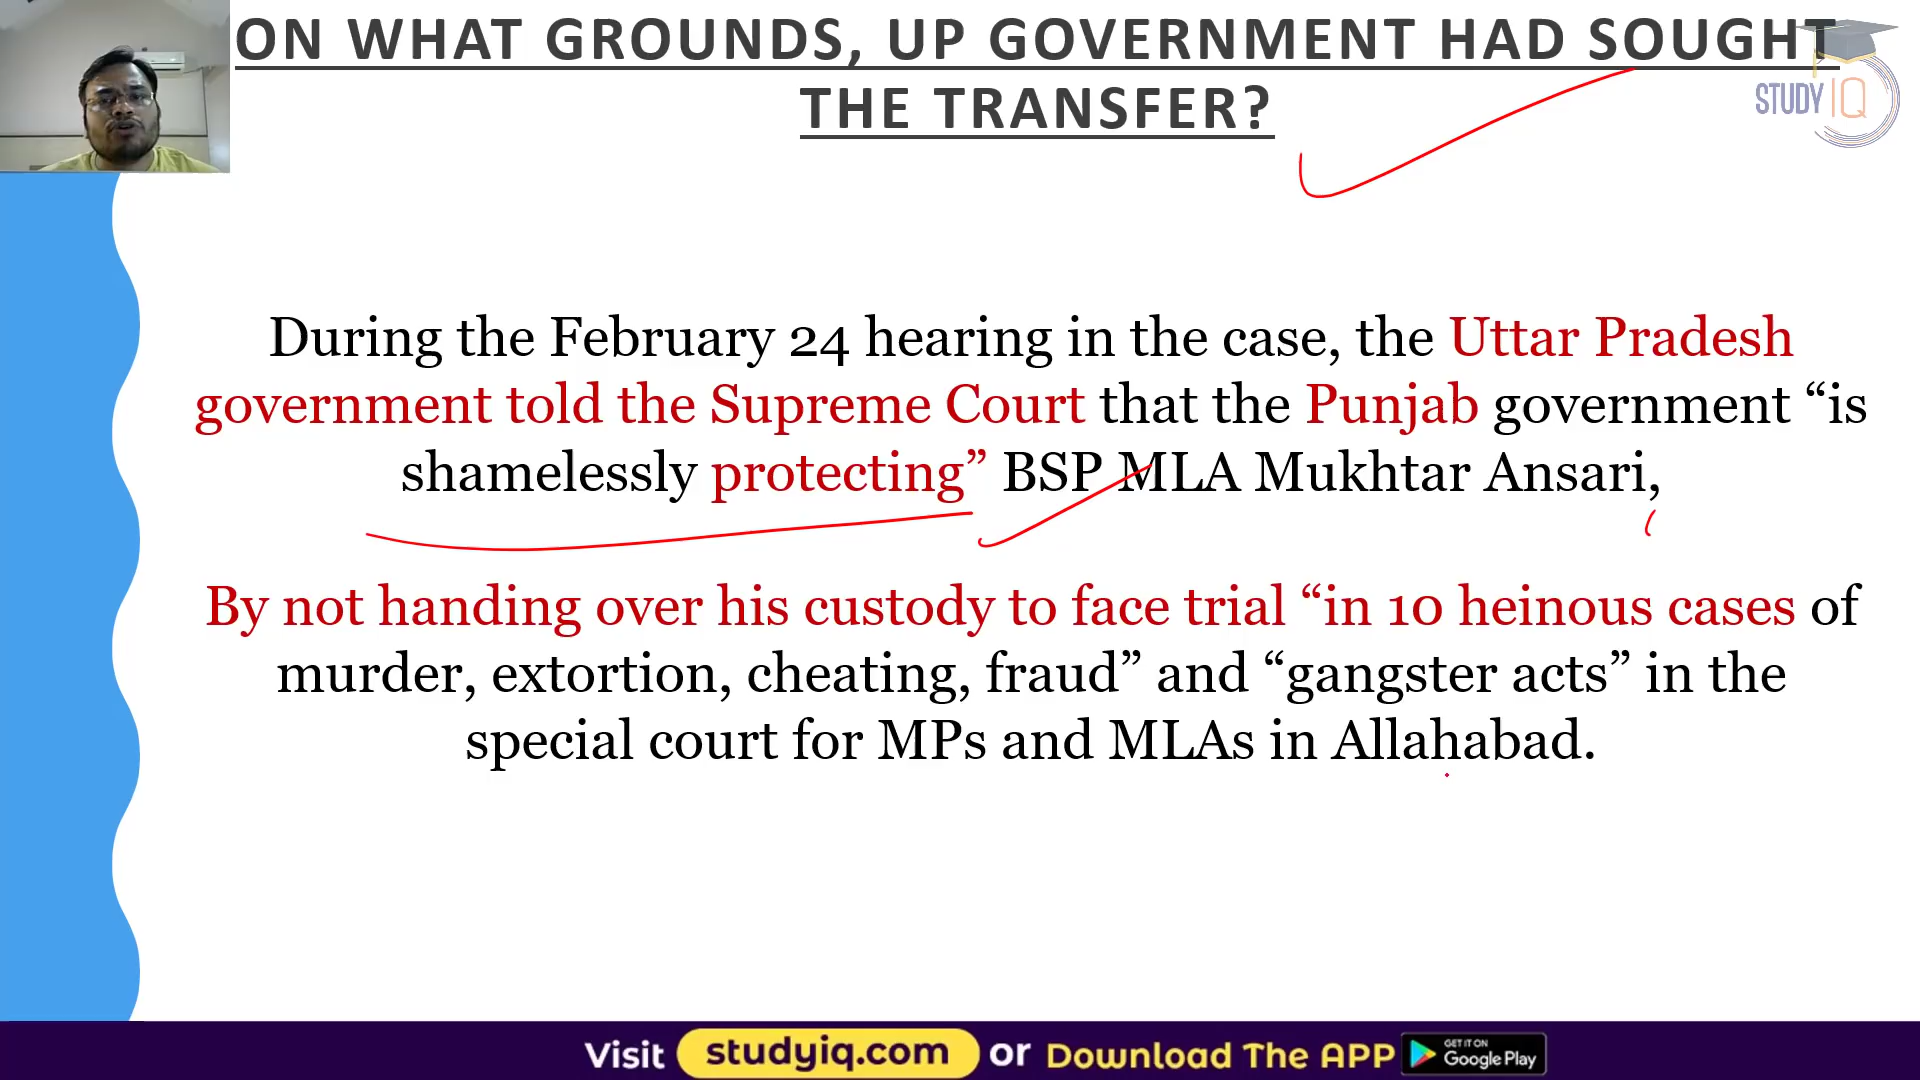 ON WHAT GROUNDS, UP GOVERNMENT HAD SOUGHT
THE TRANSFER?
STUDY IQ
During the February 24 hearing in the case, the Uttar Pradesh
government told the Supreme Court that the Punjab government “is
shamelessly protecting” BSP MLA Mukhtar Ansari,
By not handing over his custody to face trial “in 10 heinous cases of
murder, extortion, cheating, fraud” and “gangster acts” in the
special court for MPs and MLAs in Allahabad.
Visit studyiq.com or Download The APP GET IT ON Google Play